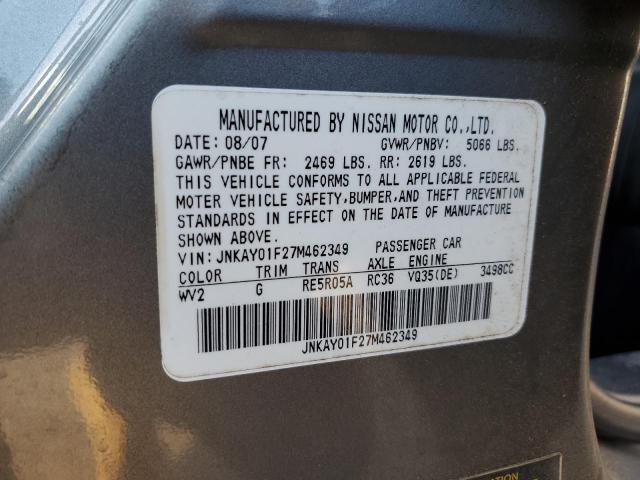 MANUFACTURED BY NISSAN MOTOR CO.,LTD.
DATE: 08/07 GVWR/PNBV: 5066 LBS.
GAWR/PNBE FR: 2469 LBS. RR: 2619 LBS.
THIS VEHICLE CONFORMS TO ALL APPLICABLE FEDERAL
MOTER VEHICLE SAFETY,BUMPER,AND THEFT PREVENTION
STANDARDS IN EFFECT ON THE DATE OF MANUFACTURE
SHOWN ABOVE.
VIN: JNKAY01F27M462349 PASSENGER CAR
COLOR TRIM TRANS AXLE ENGINE
WV2 G RE5R05A RC36 VQ35(DE) 3498CC
JNKAY01F27M462349